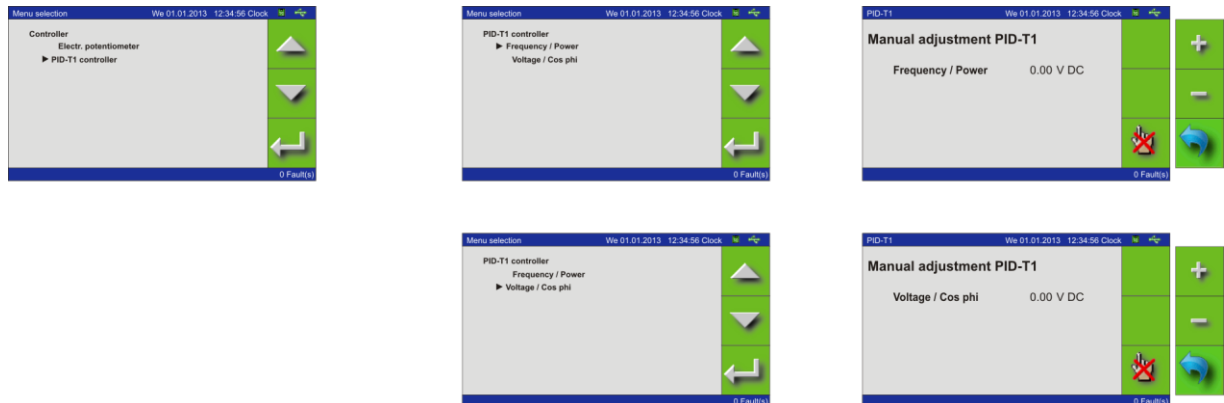 Menu selection We 01.01.2013 12:34:56 Clock
Controller
Electr. potentiometer
► PID-T1 controller
0 Fault(s)
Menu selection We 01.01.2013 12:34:56 Clock
PID-T1 controller
► Frequency / Power
Voltage / Cos phi
0 Fault(s)
PID-T1 We 01.01.2013 12:34:56 Clock
Manual adjustment PID-T1
Frequency / Power 0.00 V DC
0 Fault(s)
Menu selection We 01.01.2013 12:34:56 Clock
PID-T1 controller
Frequency / Power
► Voltage / Cos phi
0 Fault(s)
PID-T1 We 01.01.2013 12:34:56 Clock
Manual adjustment PID-T1
Voltage / Cos phi 0.00 V DC
0 Fault(s)